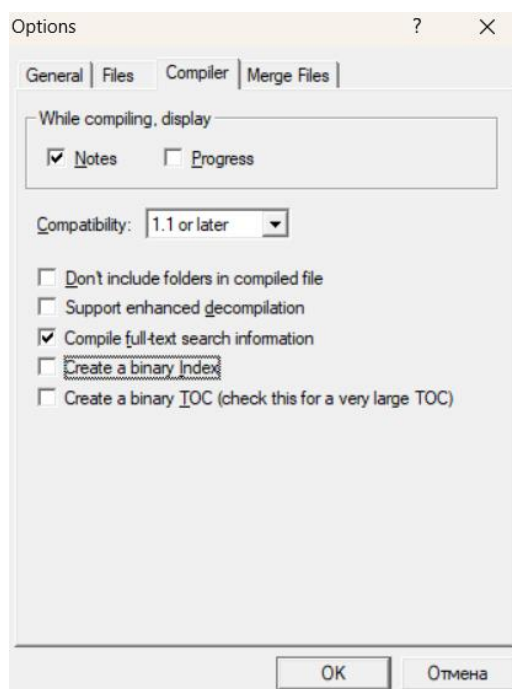 Options ?
General Files Compiler Merge Files
While compiling, display
Notes Progress
Compatibility: 1.1 or later
Don't include folders in compiled file
Support enhanced decompilation
Compile full-text search information
Create a binary Index
Create a binary TOC (check this for a very large TOC)
OK Отмена